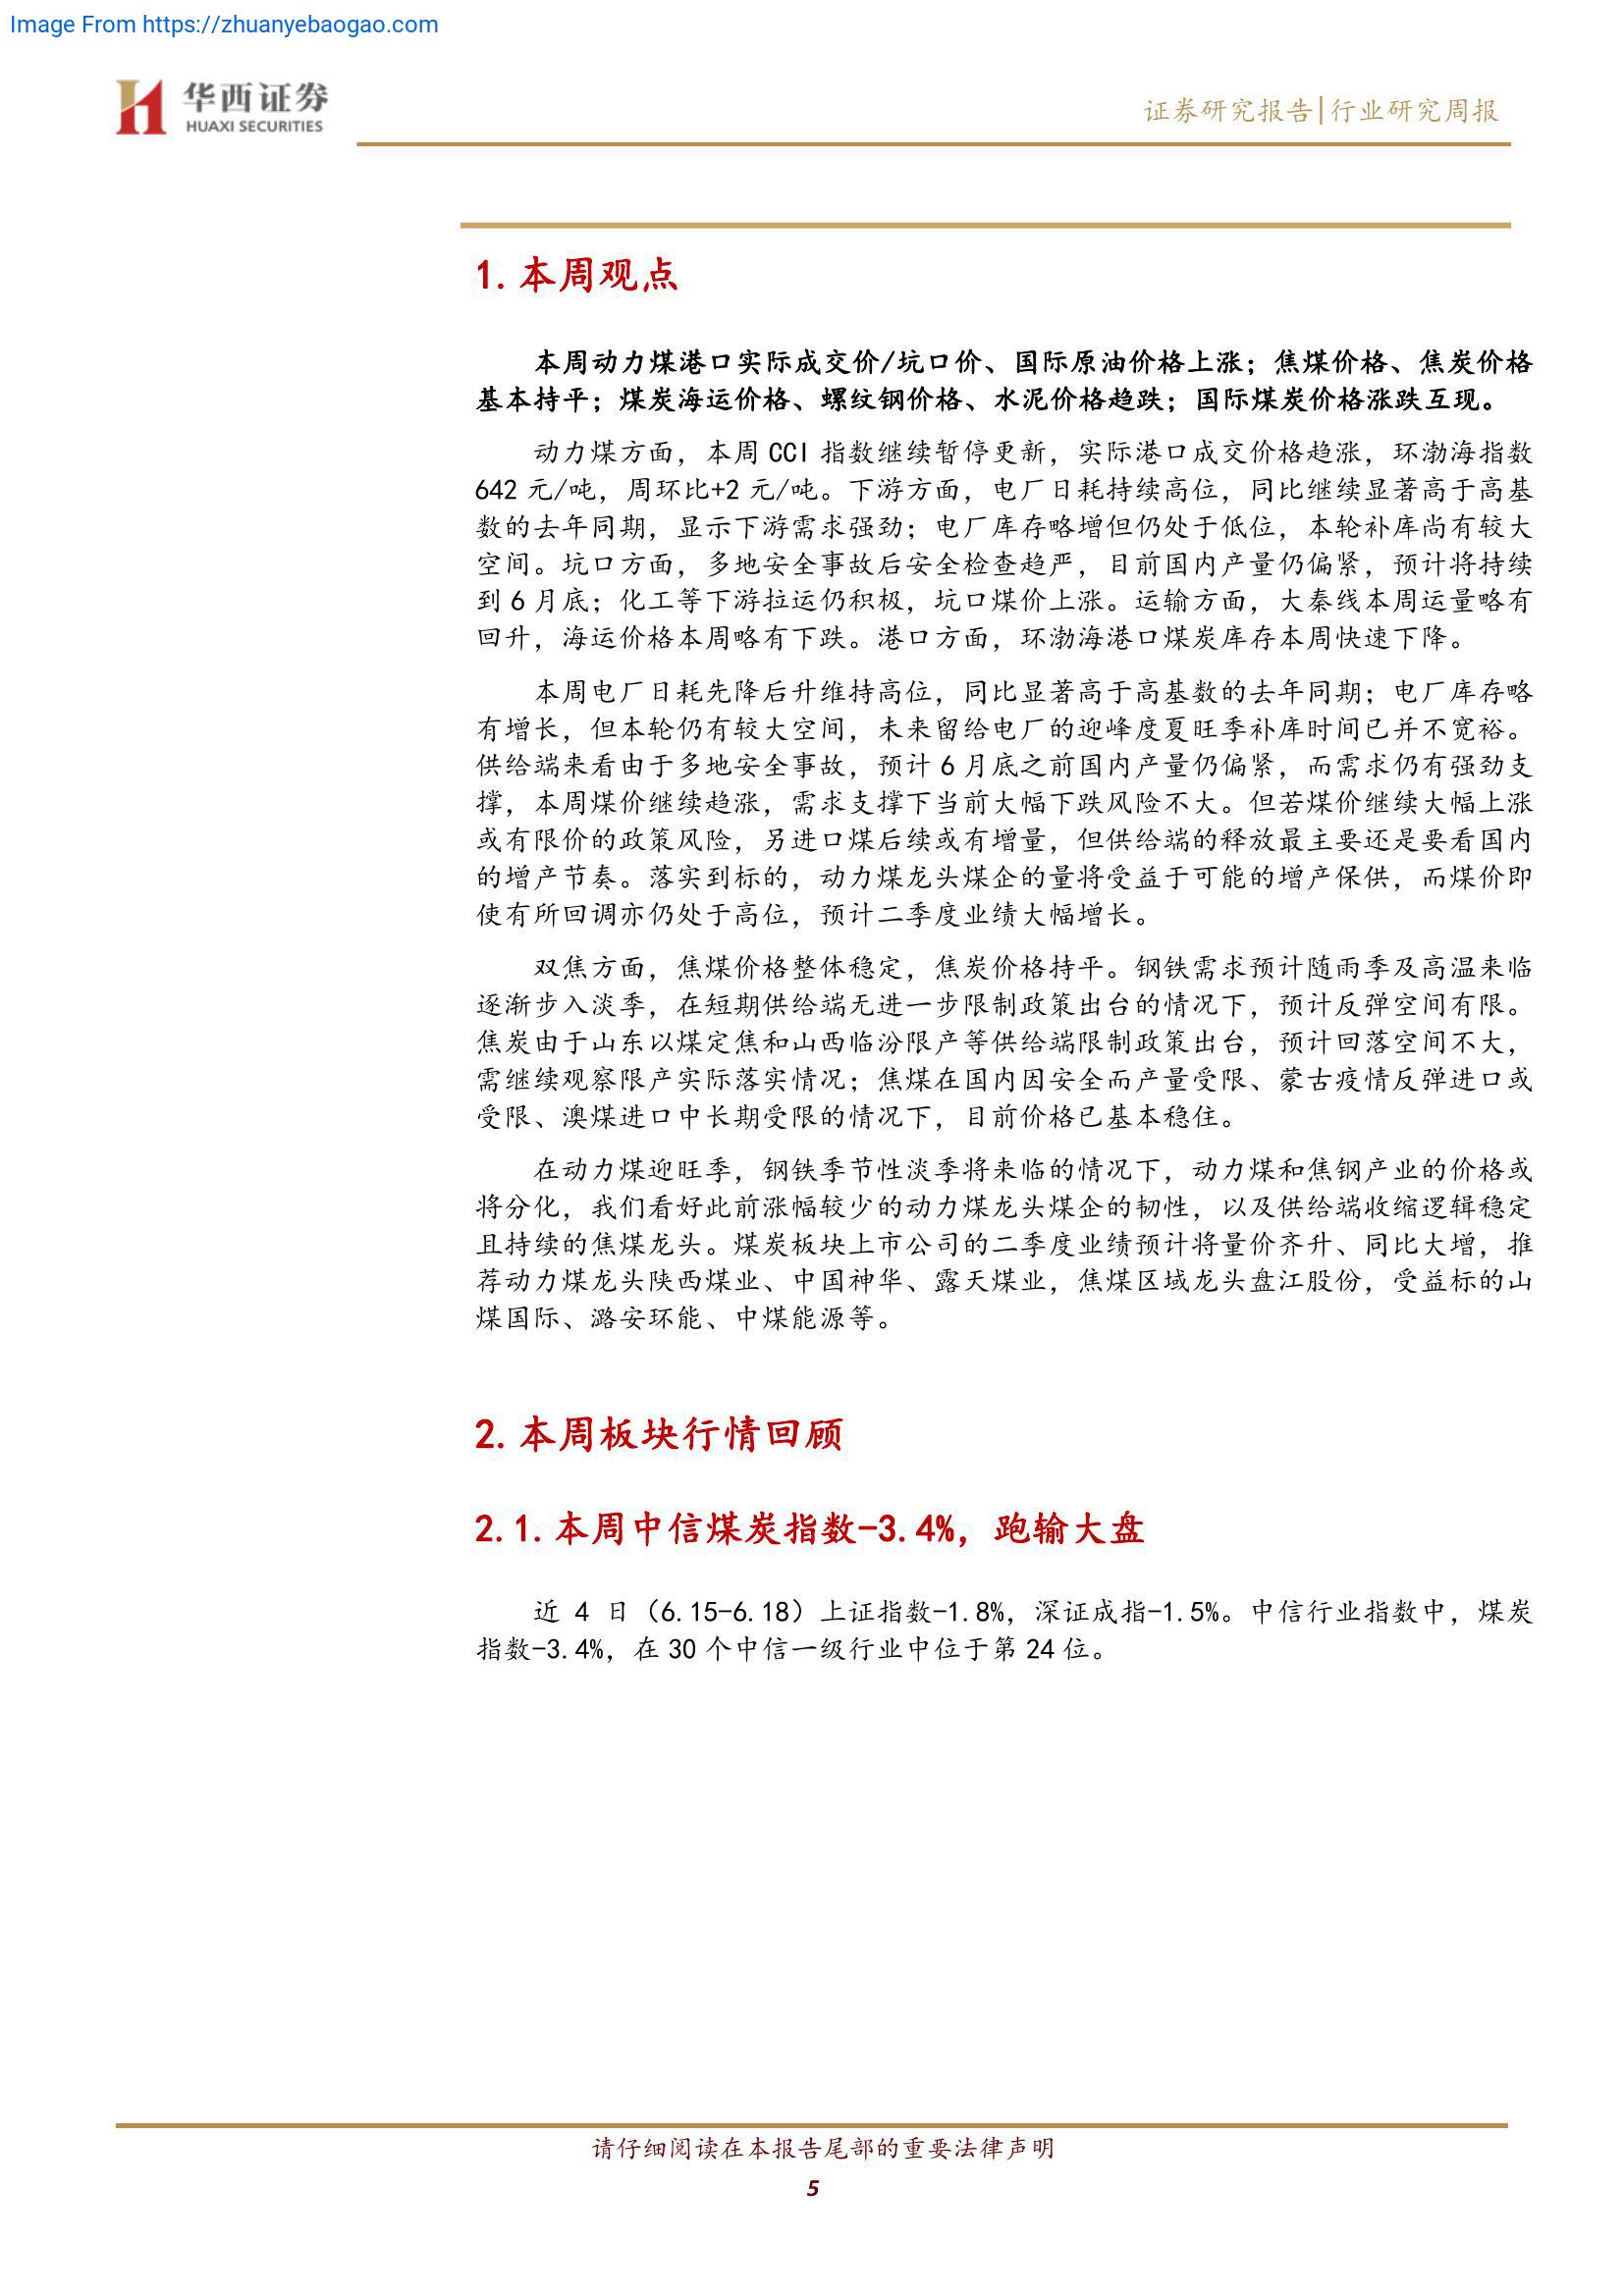 Image From https://zhuanyebaogao.com
华西证券
HUAXI SECURITIES
证券研究报告|行业研究周报
1.本周观点
本周动力煤港口实际成交价/坑口价、国际原油价格上涨；焦煤价格、焦炭价格
基本持平；煤炭海运价格、螺纹钢价格、水泥价格趋跌；国际煤炭价格涨跌互现。
动力煤方面，本周 CCI 指数继续暂停更新，实际港口成交价格趋涨，环渤海指数
642 元/吨，周环比+2 元/吨。下游方面，电厂日耗持续高位，同比继续显著高于高基
数的去年同期，显示下游需求强劲；电厂库存略增但仍处于低位，本轮补库尚有较大
空间。坑口方面，多地安全事故后安全检查趋严，目前国内产量仍偏紧，预计将持续
到 6 月底；化工等下游拉运仍积极，坑口煤价上涨。运输方面，大秦线本周运量略有
回升，海运价格本周略有下跌。港口方面，环渤海港口煤炭库存本周快速下降。
本周电厂日耗先降后升维持高位，同比显著高于高基数的去年同期；电厂库存略
有增长，但本轮仍有较大空间，未来留给电厂的迎峰度夏旺季补库时间已并不宽裕。
供给端来看由于多地安全事故，预计 6 月底之前国内产量仍偏紧，而需求仍有强劲支
撑，本周煤价继续趋涨，需求支撑下当前大幅下跌风险不大。但若煤价继续大幅上涨
或有限价的政策风险，另进口煤后续或有增量，但供给端的释放最主要还是要看国内
的增产节奏。落实到标的，动力煤龙头煤企的量将受益于可能的增产保供，而煤价即
使有所回调亦仍处于高位，预计二季度业绩大幅增长。
双焦方面，焦煤价格整体稳定，焦炭价格持平。钢铁需求预计随雨季及高温来临
逐渐步入淡季，在短期供给端无进一步限制政策出台的情况下，预计反弹空间有限。
焦炭由于山东以煤定焦和山西临汾限产等供给端限制政策出台，预计回落空间不大，
需继续观察限产实际落实情况；焦煤在国内因安全而产量受限、蒙古疫情反弹进口或
受限、澳煤进口中长期受限的情况下，目前价格已基本稳住。
在动力煤迎旺季，钢铁季节性淡季将来临的情况下，动力煤和焦钢产业的价格或
将分化，我们看好此前涨幅较少的动力煤龙头煤企的韧性，以及供给端收缩逻辑稳定
且持续的焦煤龙头。煤炭板块上市公司的二季度业绩预计将量价齐升、同比大增，推
荐动力煤龙头陕西煤业、中国神华、露天煤业，焦煤区域龙头盘江股份，受益标的山
煤国际、潞安环能、中煤能源等。
2.本周板块行情回顾
2.1.本周中信煤炭指数-3.4%，跑输大盘
近 4 日（6.15-6.18）上证指数-1.8%，深证成指-1.5%。中信行业指数中，煤炭
指数-3.4%，在 30 个中信一级行业中位于第 24 位。
请仔细阅读在本报告尾部的重要法律声明
5